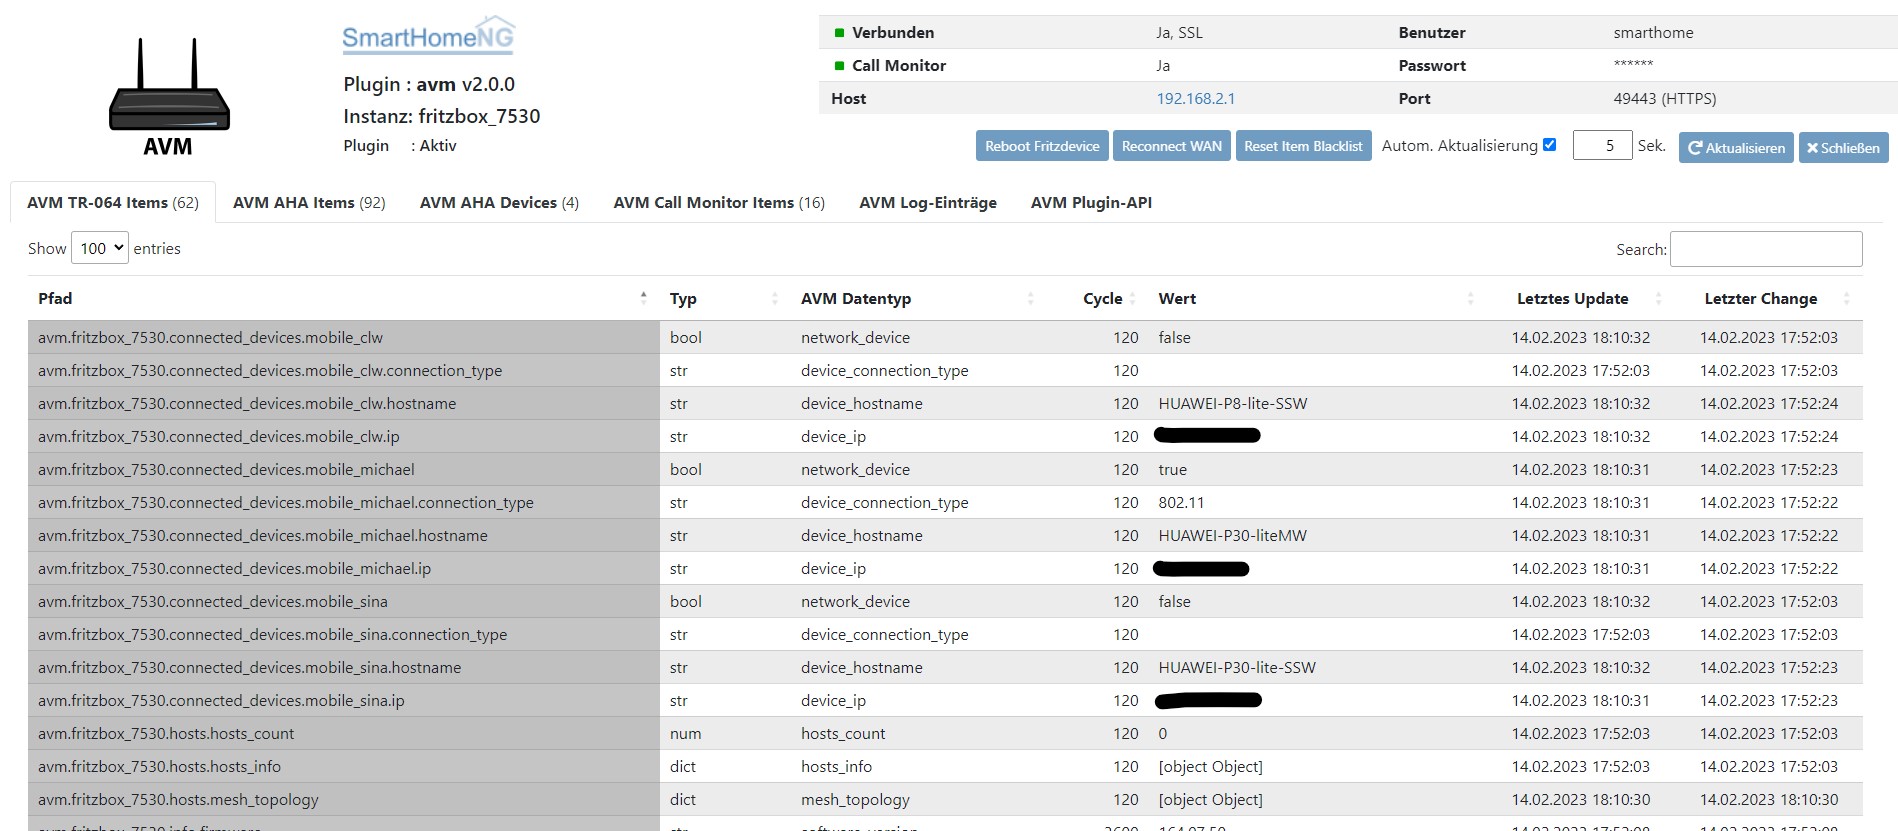 AVM
SmartHomeNG
Plugin : avm v2.0.0
Instanz: fritzbox_7530
Plugin : Aktiv
Verbunden Ja, SSL Benutzer smarthome
Call Monitor Ja Passwort ******
Host 192.168.2.1 Port 49443 (HTTPS)
Reboot Fritzdevice Reconnect WAN Reset Item Blacklist Autom. Aktualisierung 5 Sek. Aktualisieren Schließen
AVM TR-064 Items (62) AVM AHA Items (92) AVM AHA Devices (4) AVM Call Monitor Items (16) AVM Log-Einträge AVM Plugin-API
Show 100 entries Search:
Pfad Typ AVM Datentyp Cycle Wert Letztes Update Letzter Change
avm.fritzbox_7530.connected_devices.mobile_clw bool network_device 120 false 14.02.2023 18:10:32 14.02.2023 17:52:03
avm.fritzbox_7530.connected_devices.mobile_clw.connection_type str device_connection_type 120 14.02.2023 17:52:03 14.02.2023 17:52:03
avm.fritzbox_7530.connected_devices.mobile_clw.hostname str device_hostname 120 HUAWEI-P8-lite-SSW 14.02.2023 18:10:32 14.02.2023 17:52:24
avm.fritzbox_7530.connected_devices.mobile_clw.ip str device_ip 120 14.02.2023 18:10:32 14.02.2023 17:52:24
avm.fritzbox_7530.connected_devices.mobile_michael bool network_device 120 true 14.02.2023 18:10:31 14.02.2023 17:52:23
avm.fritzbox_7530.connected_devices.mobile_michael.connection_type str device_connection_type 120 802.11 14.02.2023 18:10:31 14.02.2023 17:52:22
avm.fritzbox_7530.connected_devices.mobile_michael.hostname str device_hostname 120 HUAWEI-P30-liteMW 14.02.2023 18:10:31 14.02.2023 17:52:22
avm.fritzbox_7530.connected_devices.mobile_michael.ip str device_ip 120 14.02.2023 18:10:31 14.02.2023 17:52:22
avm.fritzbox_7530.connected_devices.mobile_sina bool network_device 120 false 14.02.2023 18:10:32 14.02.2023 17:52:03
avm.fritzbox_7530.connected_devices.mobile_sina.connection_type str device_connection_type 120 14.02.2023 17:52:03 14.02.2023 17:52:03
avm.fritzbox_7530.connected_devices.mobile_sina.hostname str device_hostname 120 HUAWEI-P30-lite-SSW 14.02.2023 18:10:32 14.02.2023 17:52:23
avm.fritzbox_7530.connected_devices.mobile_sina.ip str device_ip 120 14.02.2023 18:10:31 14.02.2023 17:52:23
avm.fritzbox_7530.hosts.hosts_count num hosts_count 120 0 14.02.2023 17:52:03 14.02.2023 17:52:03
avm.fritzbox_7530.hosts.hosts_info dict hosts_info 120 [object Object] 14.02.2023 17:52:03 14.02.2023 17:52:03
avm.fritzbox_7530.hosts.mesh_topology dict mesh_topology 120 [object Object] 14.02.2023 18:10:30 14.02.2023 18:10:30